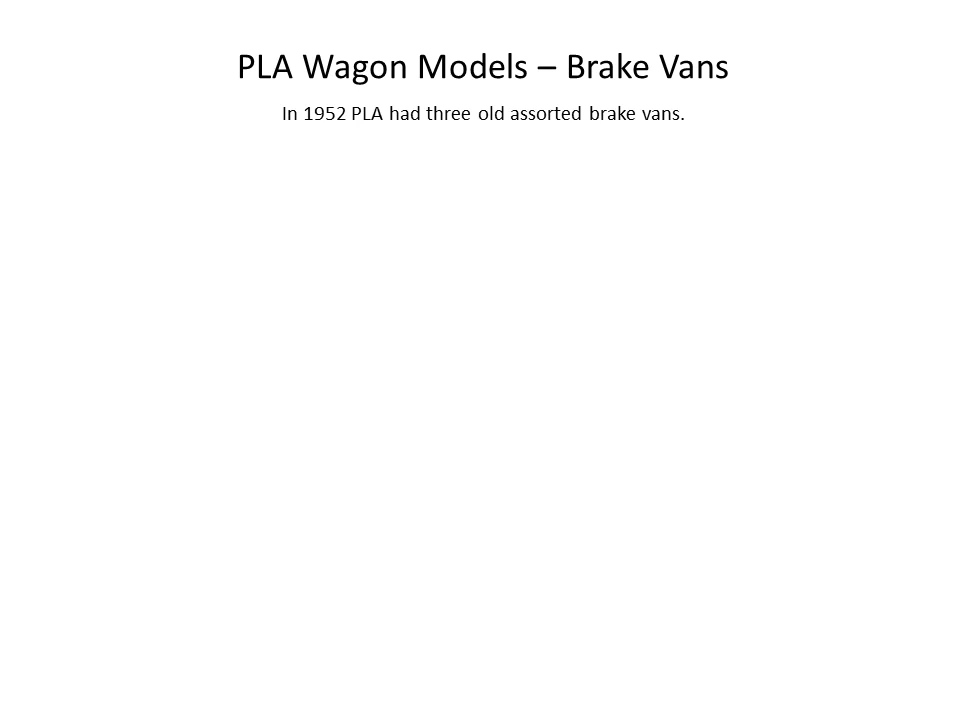 PLA Wagon Models – Brake Vans
In 1952 PLA had three old assorted brake vans.